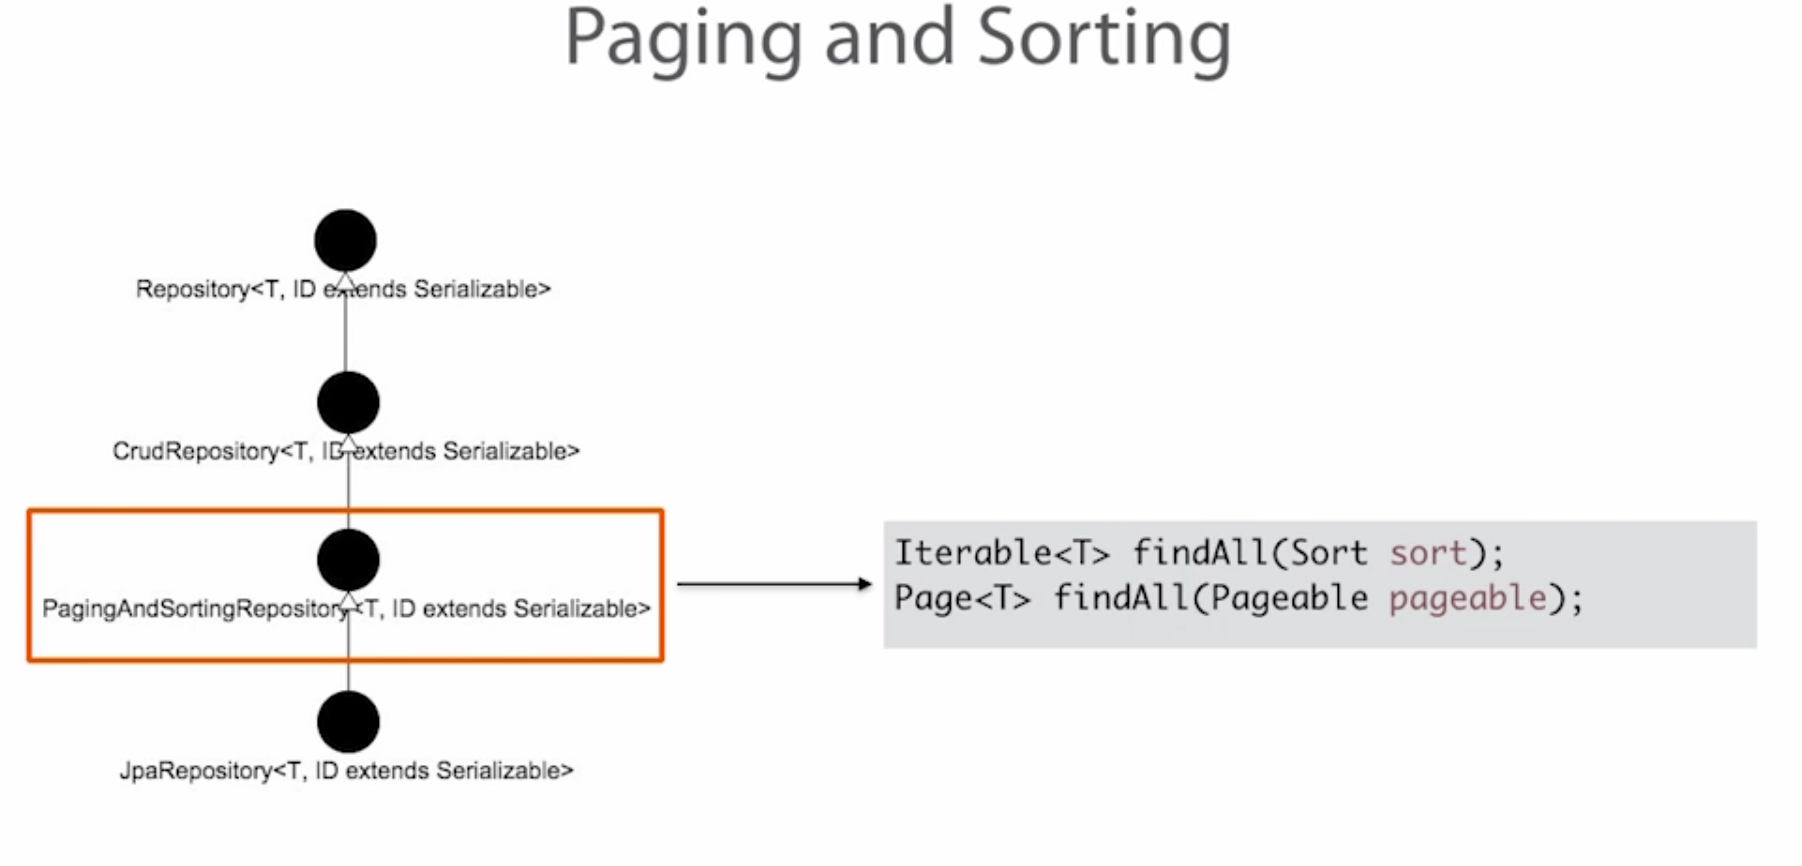 Paging and Sorting
Repository<T, ID extends Serializable>
CrudRepository<T, ID extends Serializable>
PagingAndSortingRepository<T, ID extends Serializable>
Iterable<T> findAll(Sort sort);
Page<T> findAll(Pageable pageable);
JpaRepository<T, ID extends Serializable>